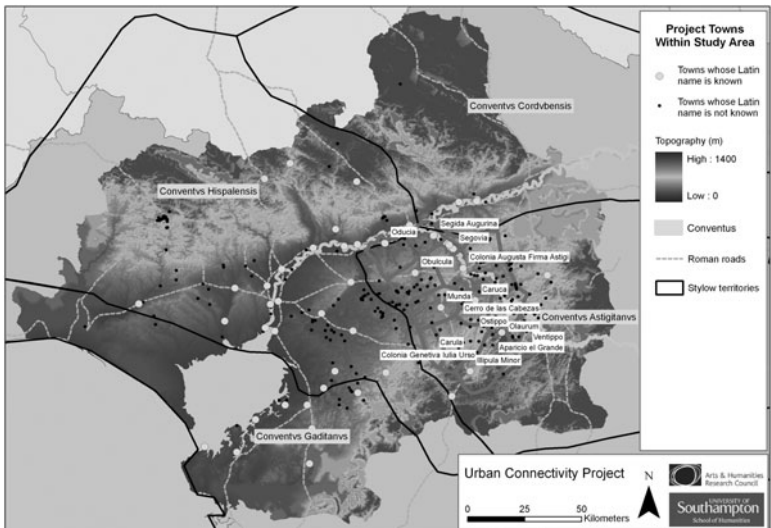 Project Towns
Within Study Area
Towns whose Latin
name is known
Towns whose Latin
name is not known
Topography (m)
High : 1400
Low : 0
Conventus
Roman roads
Stylow territories
Conventvs Cordvbensis
Conventvs Hispalensis
Segida Augurina
Oducia
Segovia
Colonia Augusta Firma Astigi
Obulcula
Caruca
Munda
Cerro de las Cabezas
Conventvs Astigitanvs
Ostippo
Olaurum
Ventippo
Carula
Aparicio el Grande
Colonia Genetiva Iulia Urso
Illipula Minor
Conventvs Gaditanvs
Urban Connectivity Project
N
0 25 50
Kilometers
Arts & Humanities
Research Council
UNIVERSITY OF
Southampton
School of Humanities